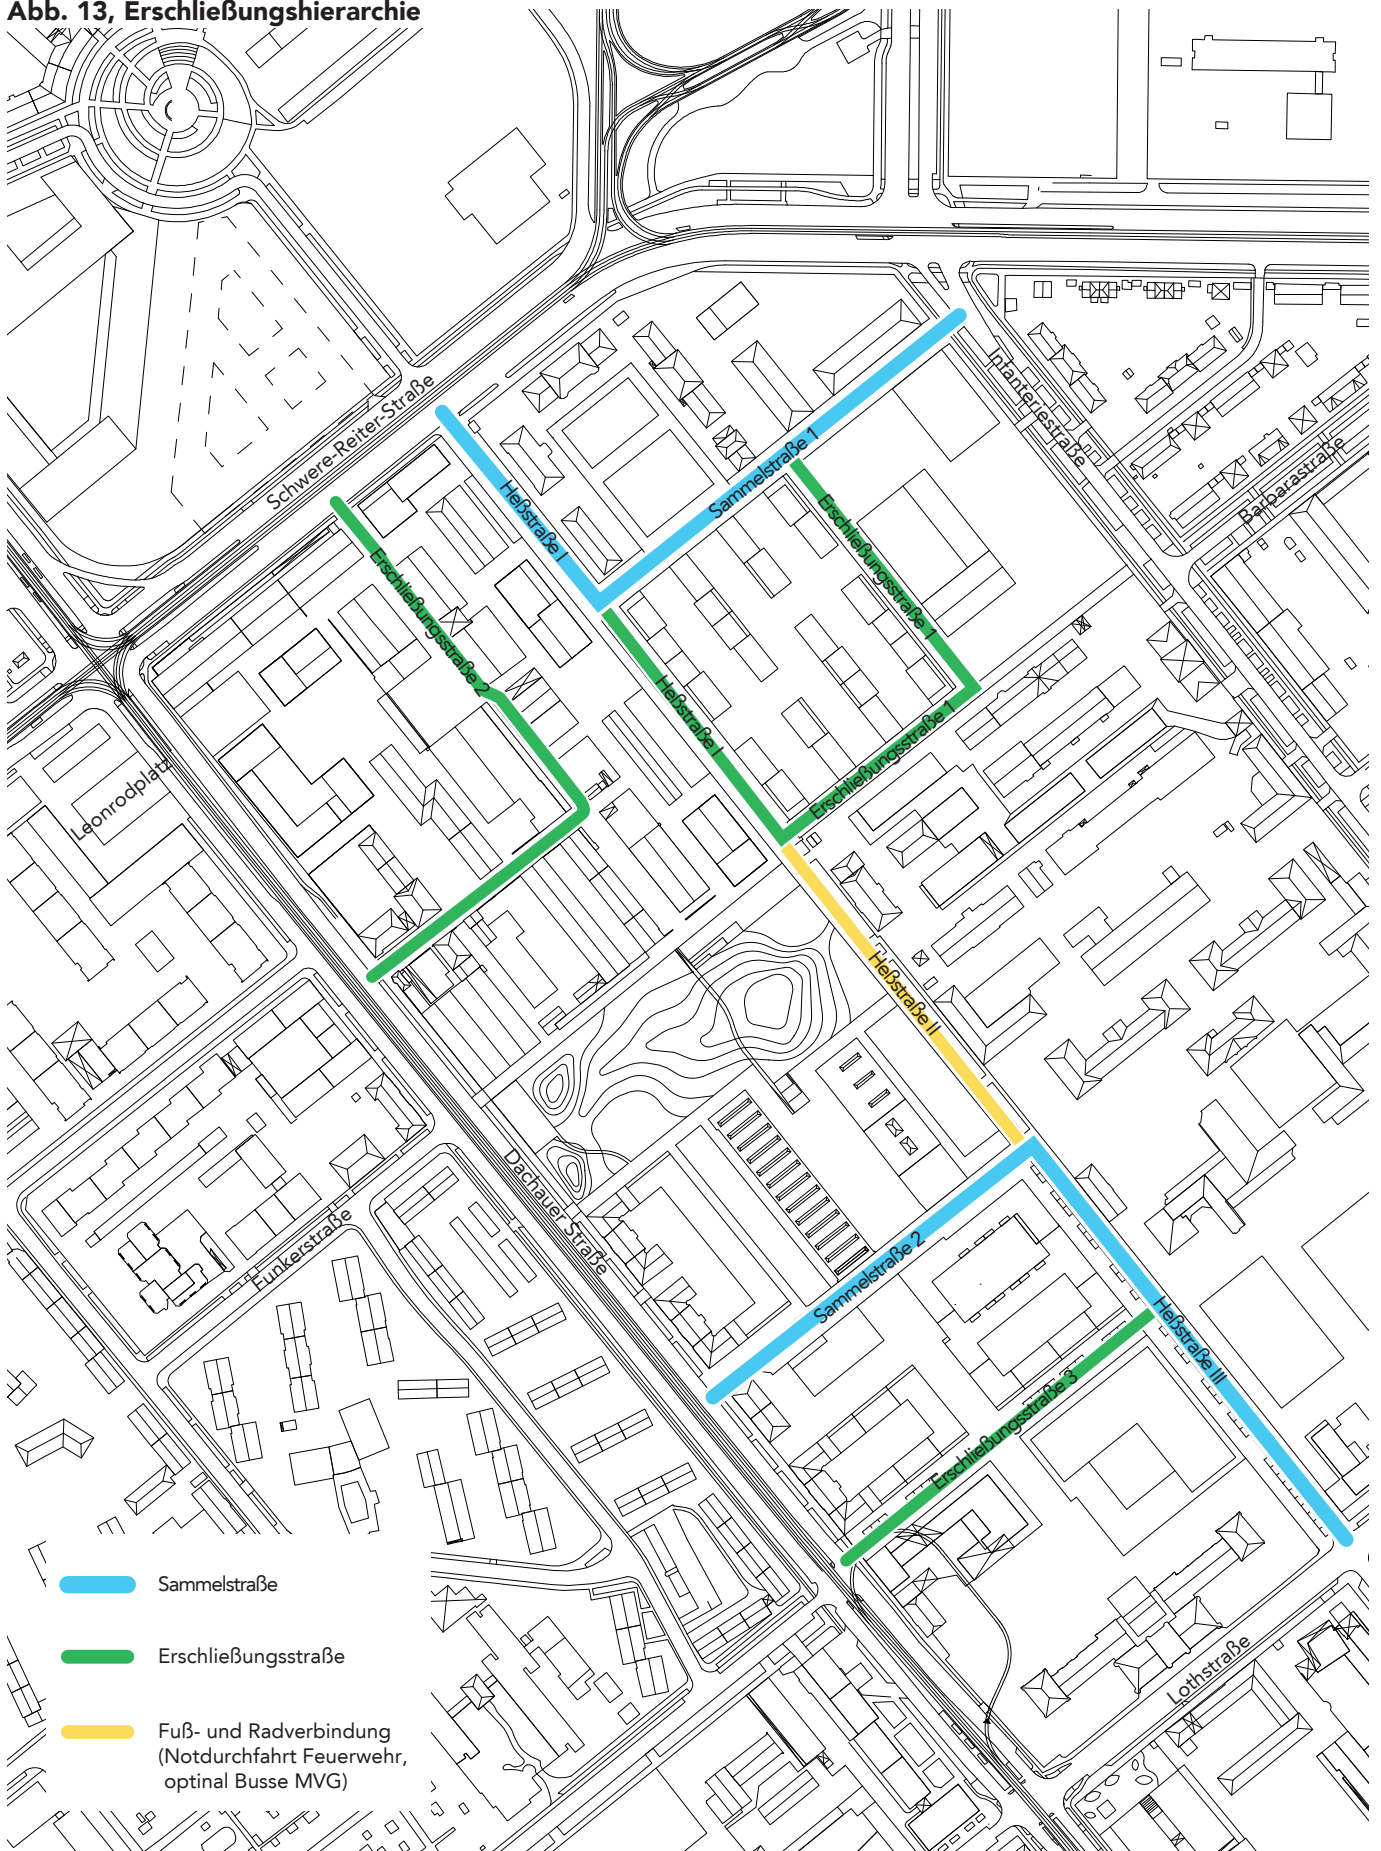 Abb. 13, Erschließungshierarchie
Schwere-Reiter-Straße
Infanteriestraße
Barbarastraße
Heßstraße I
Sammelstraße 1
Erschließungsstraße 1
Erschließungsstraße 2
Heßstraße I
Erschließungsstraße 1
Leonrodplatz
Heßstraße II
Dachauer Straße
Funkerstraße
Sammelstraße 2
Heßstraße III
Erschließungsstraße 3
Lothstraße
Sammelstraße
Erschließungsstraße
Fuß- und Radverbindung
(Notdurchfahrt Feuerwehr,
optinal Busse MVG)